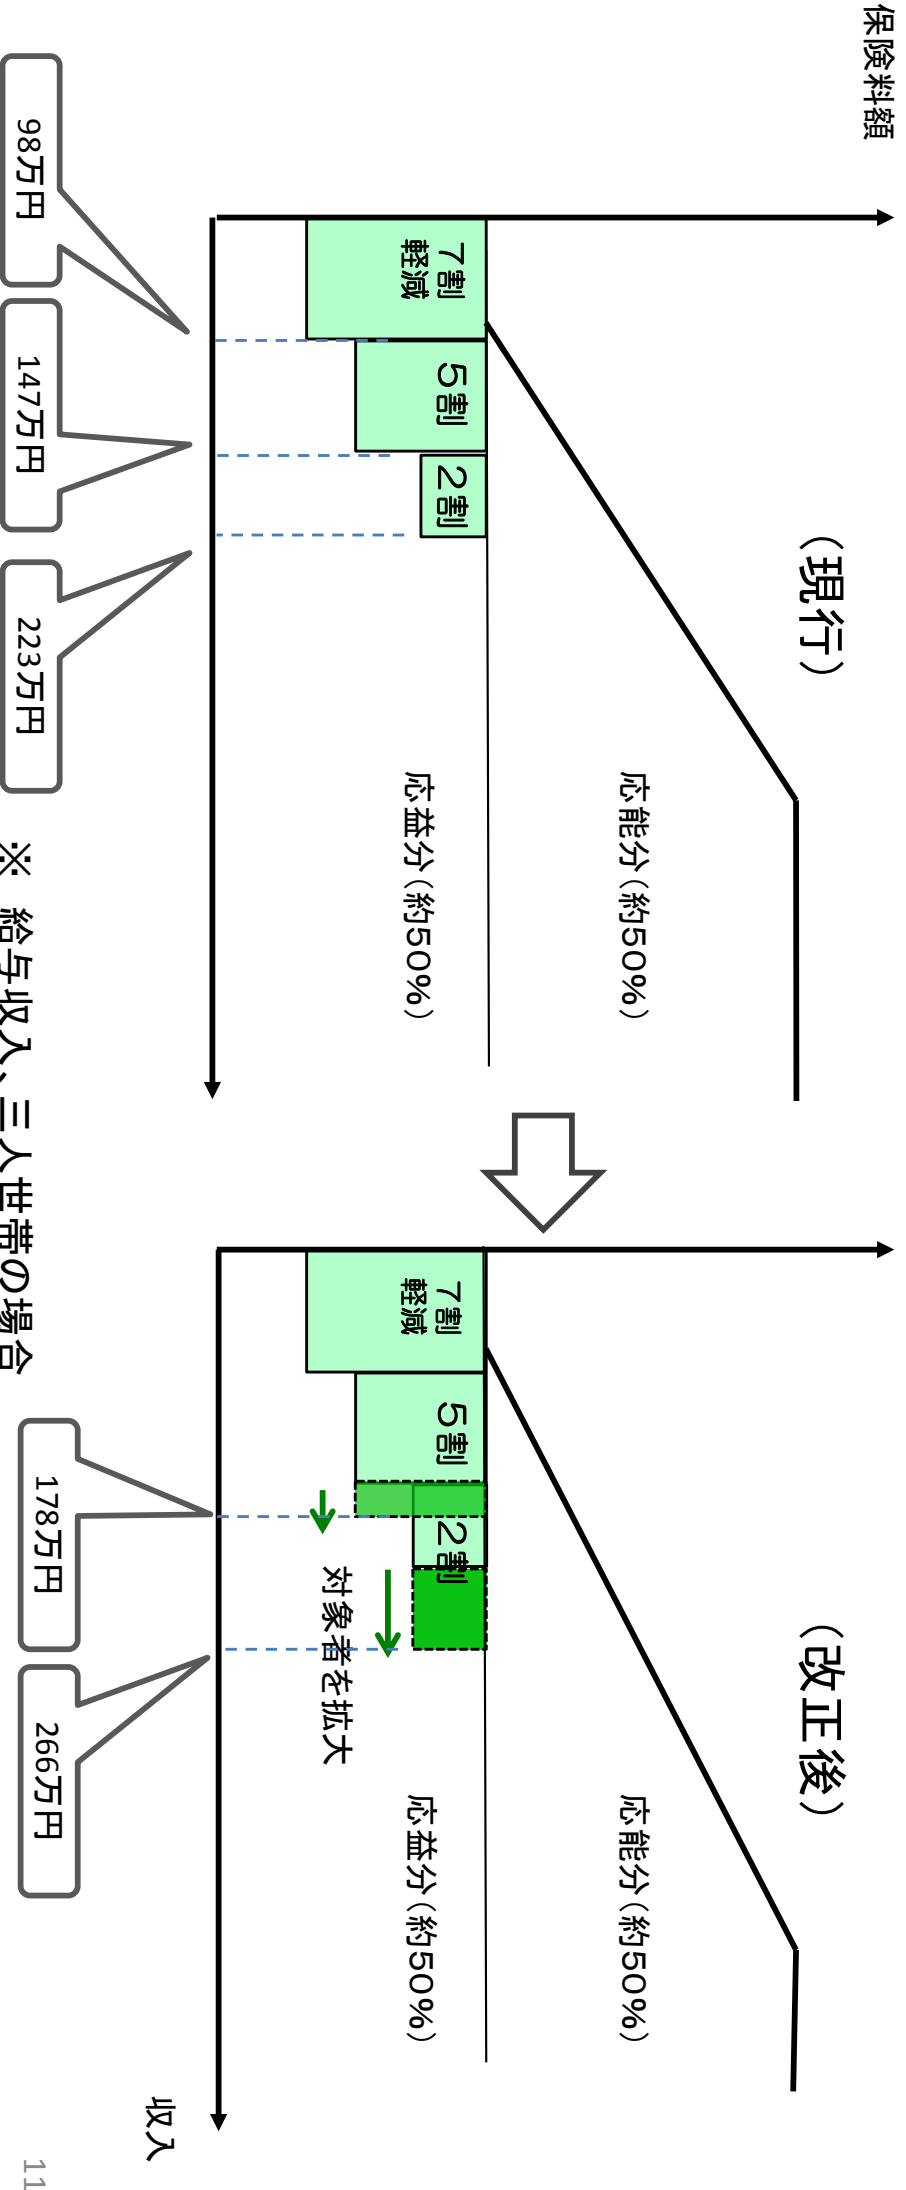 保険料額
（現行）
応能分（約50%）
応益分（約50%）
７割
軽減
５割
２割
98万円
147万円
223万円
※ 給与収入、三人世帯の場合
（改正後）
応能分（約50%）
応益分（約50%）
７割
軽減
５割
２割
対象者を拡大
178万円
266万円
収入
11